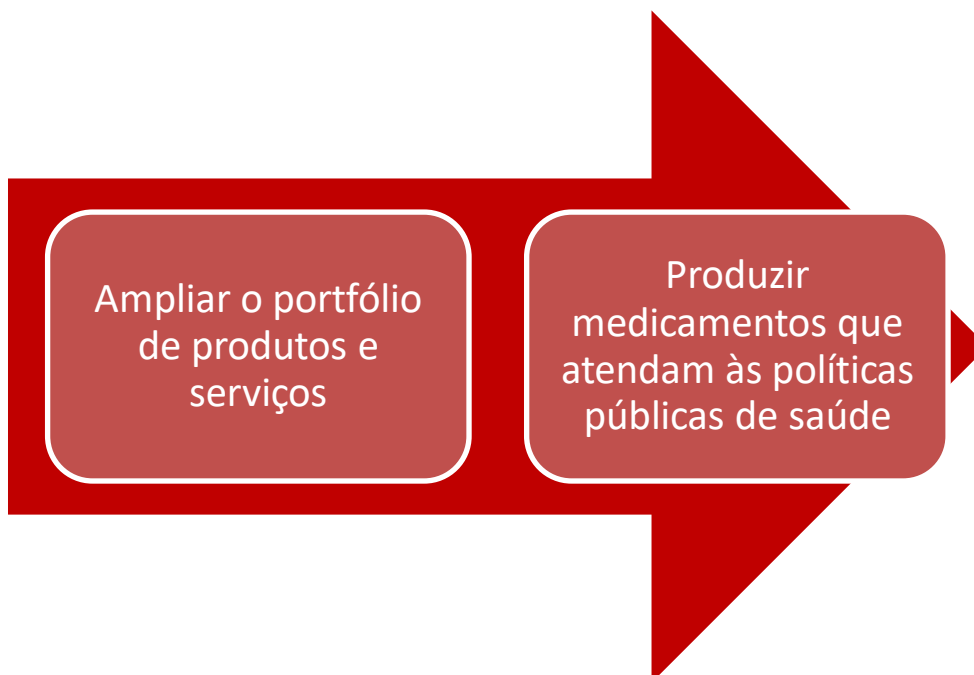 Ampliar o portfólio
de produtos e
serviços
Produzir
medicamentos que
atendam às políticas
públicas de saúde